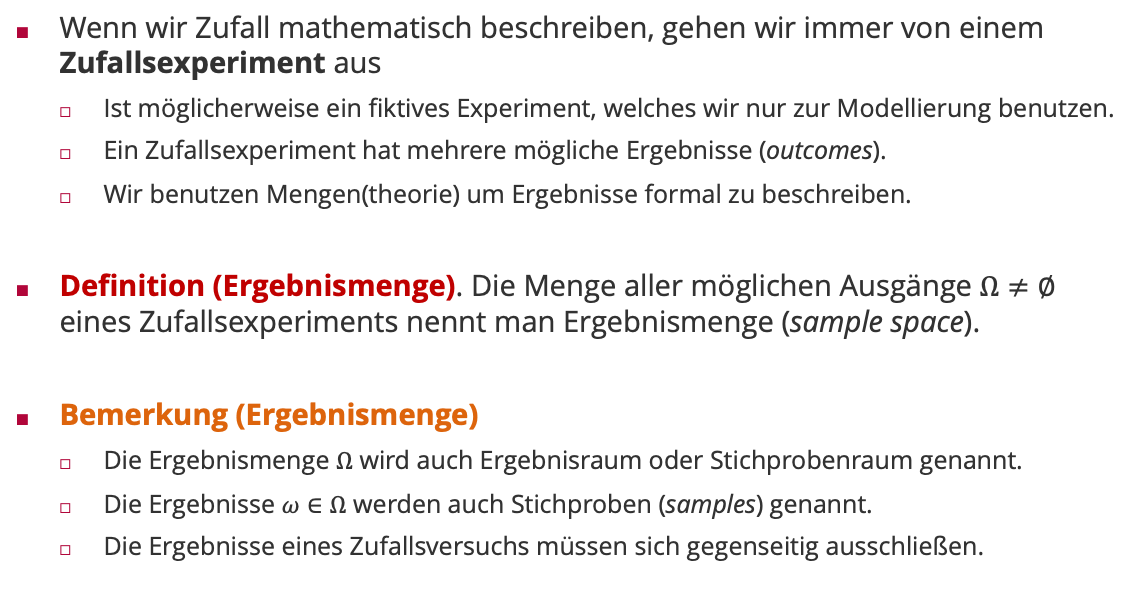 Wenn wir Zufall mathematisch beschreiben, gehen wir immer von einem
Zufallsexperiment aus
Ist möglicherweise ein fiktives Experiment, welches wir nur zur Modellierung benutzen.
Ein Zufallsexperiment hat mehrere mögliche Ergebnisse (outcomes).
Wir benutzen Mengen(theorie) um Ergebnisse formal zu beschreiben.
Definition (Ergebnismenge). Die Menge aller möglichen Ausgänge Ω ≠ ∅
eines Zufallsexperiments nennt man Ergebnismenge (sample space).
Bemerkung (Ergebnismenge)
Die Ergebnismenge Ω wird auch Ergebnisraum oder Stichprobenraum genannt.
Die Ergebnisse ω ∈ Ω werden auch Stichproben (samples) genannt.
Die Ergebnisse eines Zufallsversuchs müssen sich gegenseitig ausschließen.